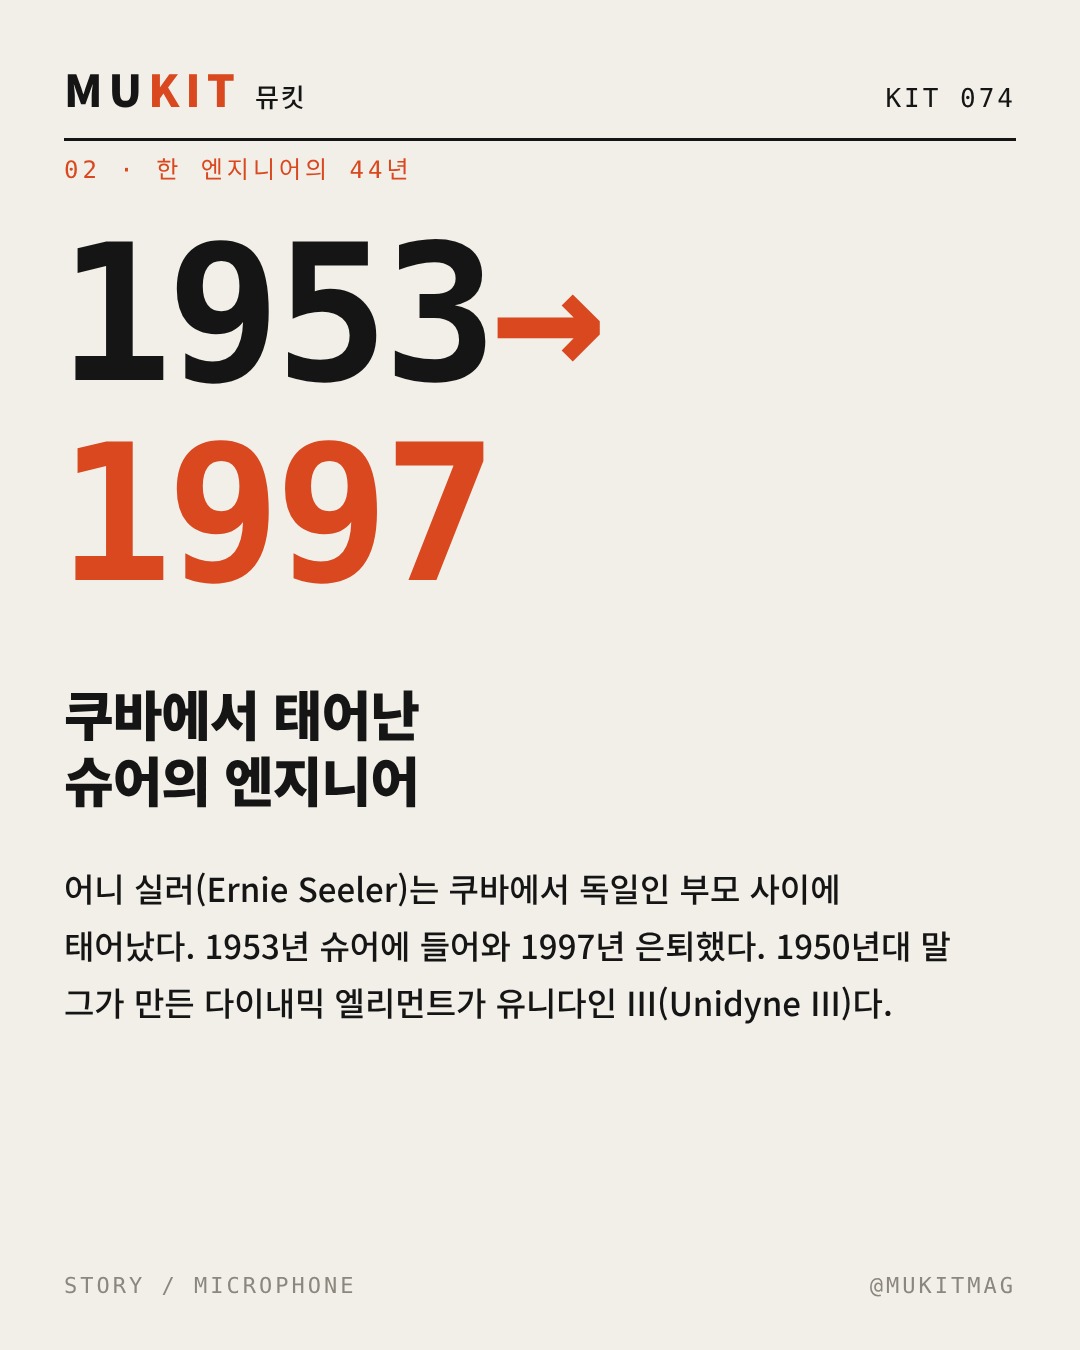 MUKIT 뮤킷
KIT 074
02 · 한 엔지니어의 44년
1953→
1997
쿠바에서 태어난
슈어의 엔지니어
어니 실러(Ernie Seeler)는 쿠바에서 독일인 부모 사이에
태어났다. 1953년 슈어에 들어와 1997년 은퇴했다. 1950년대 말
그가 만든 다이내믹 엘리먼트가 유니다인 III(Unidyne III)다.
STORY / MICROPHONE
@MUKITMAG